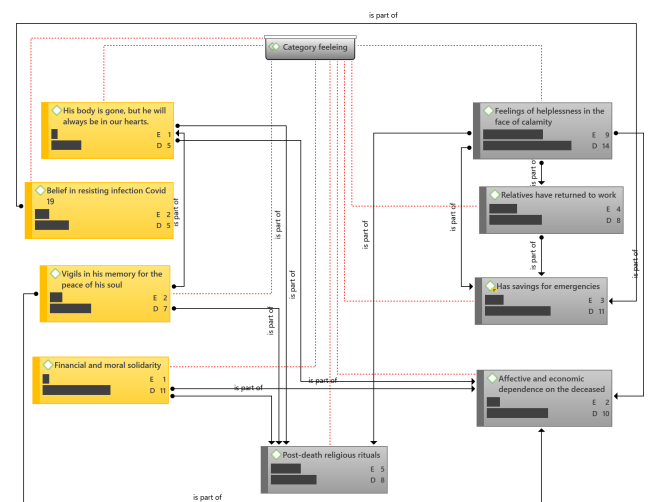 is part of
Category feeleing
His body is gone, but he will
always be in our hearts.
E 1
D 5
Feelings of helplessness in the
face of calamity
E 9
D 14
is part of
Belief in resisting infection Covid
19
E 2
D 5
is part of
Relatives have returned to work
E 4
D 8
is part of
is part of
is part of
is part of
is part of
is part of
is part of
Vigils in his memory for the
peace of his soul
E 2
D 7
Has savings for emergencies
E 3
D 11
is part of
Financial and moral solidarity
E 1
D 11
is part of
is part of
Affective and economic
dependence on the deceased
E 2
D 10
Post-death religious rituals
E 5
D 8
is part of